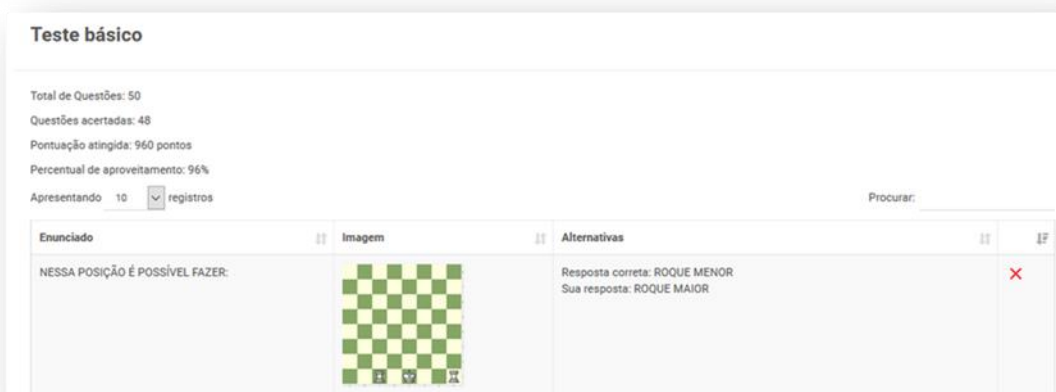 Teste básico
Total de Questões: 50
Questões acertadas: 48
Pontuação atingida: 960 pontos
Percentual de aproveitamento: 96%
Apresentando 10 registros
Procurar:
Enunciado Imagem Alternativas
NESSA POSIÇÃO É POSSÍVEL FAZER:
Resposta correta: ROQUE MENOR
Sua resposta: ROQUE MAIOR